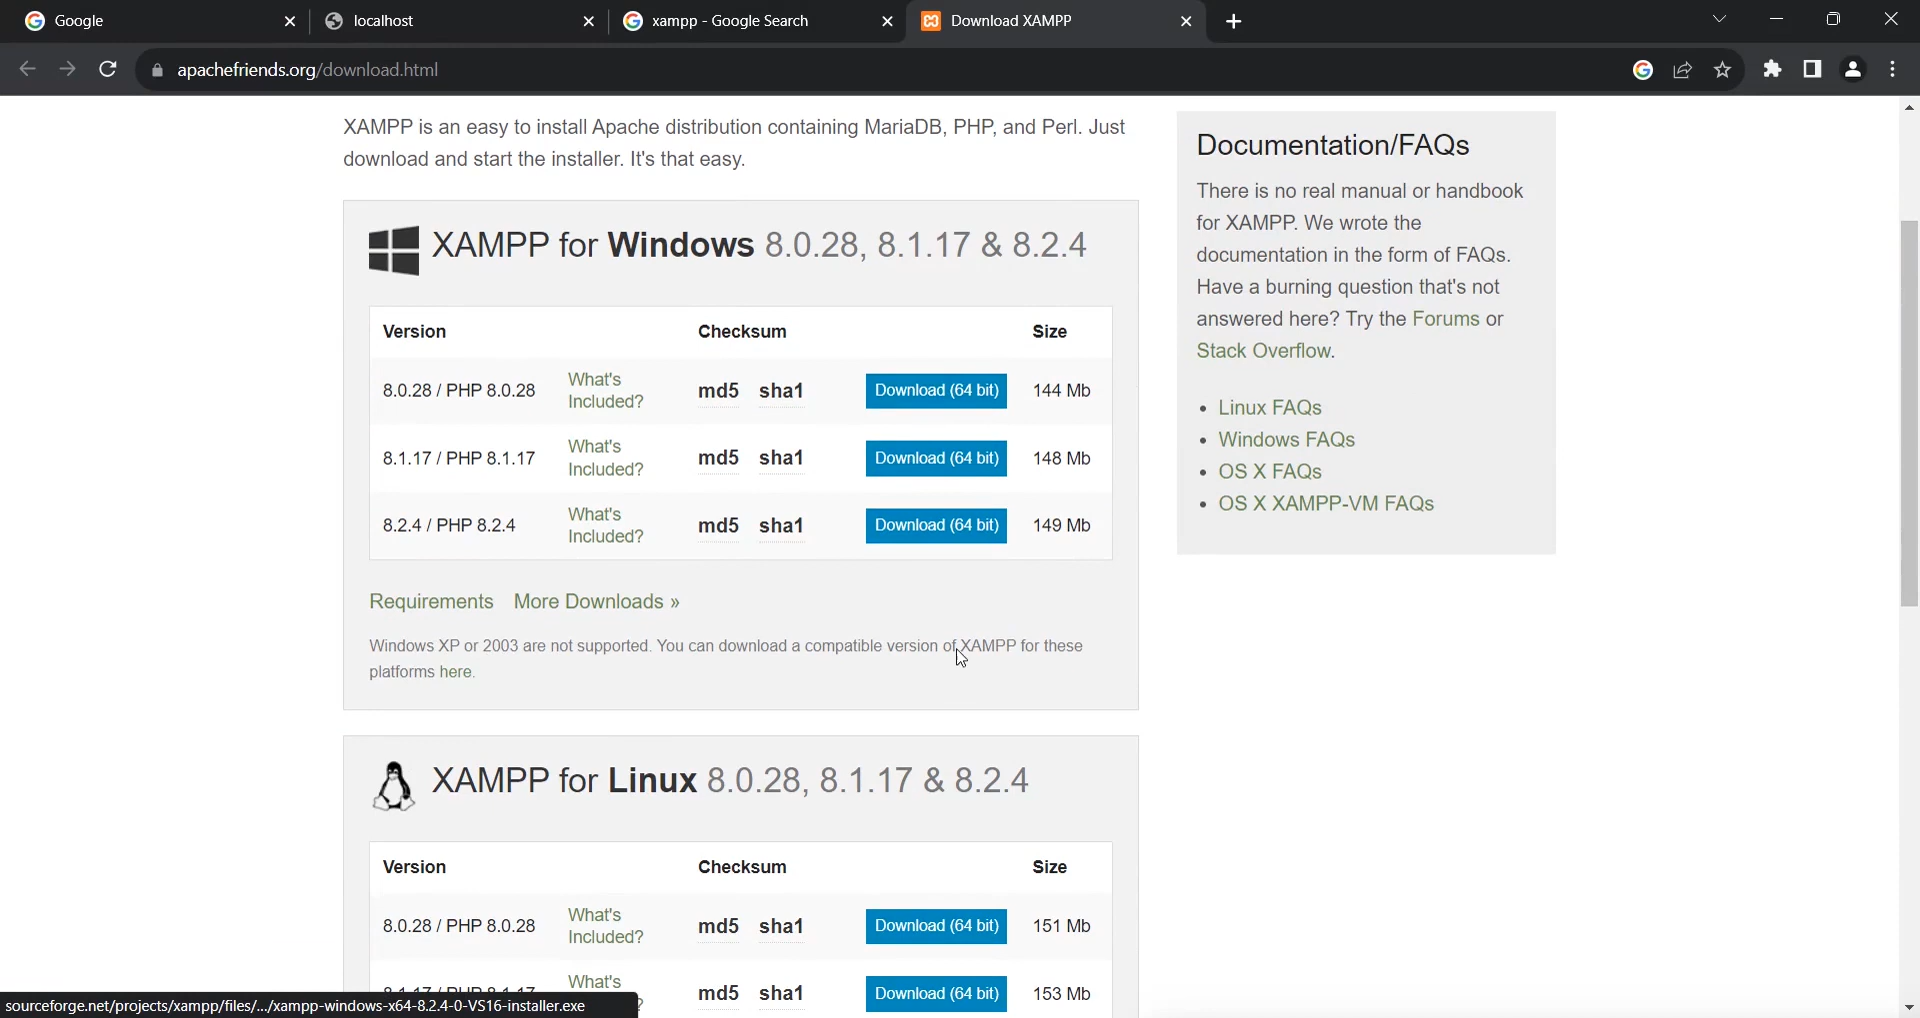 Google
localhost
xampp - Google Search
Download XAMPP
apachefriends.org/download.html
XAMPP is an easy to install Apache distribution containing MariaDB, PHP, and Perl. Just
download and start the installer. It's that easy.
XAMPP for Windows 8.0.28, 8.1.17 & 8.2.4
Version Checksum Size
8.0.28 / PHP 8.0.28 What's Included? md5 sha1 Download (64 bit) 144 Mb
8.1.17 / PHP 8.1.17 What's Included? md5 sha1 Download (64 bit) 148 Mb
8.2.4 / PHP 8.2.4 What's Included? md5 sha1 Download (64 bit) 149 Mb
Requirements More Downloads »
Windows XP or 2003 are not supported. You can download a compatible version of XAMPP for these
platforms here.
XAMPP for Linux 8.0.28, 8.1.17 & 8.2.4
Version Checksum Size
8.0.28 / PHP 8.0.28 What's Included? md5 sha1 Download (64 bit) 151 Mb
What's md5 sha1 Download (64 bit) 153 Mb
Documentation/FAQs
There is no real manual or handbook
for XAMPP. We wrote the
documentation in the form of FAQs.
Have a burning question that's not
answered here? Try the Forums or
Stack Overflow.
• Linux FAQs
• Windows FAQs
• OS X FAQs
• OS X XAMPP-VM FAQs
sourceforge.net/projects/xampp/files/.../xampp-windows-x64-8.2.4-0-VS16-installer.exe